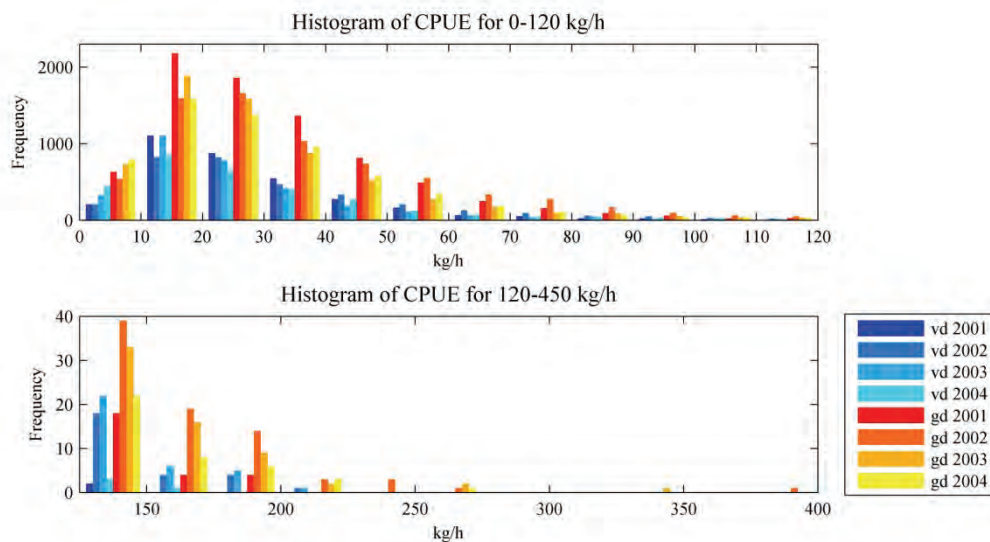 Histogram of CPUE for 0-120 kg/h
Frequency
2000
1000
0
0 10 20 30 40 50 60 70 80 90 100 110 120
kg/h
Histogram of CPUE for 120-450 kg/h
Frequency
40
30
20
10
0
150 200 250 300 350 400
kg/h
vd 2001
vd 2002
vd 2003
vd 2004
gd 2001
gd 2002
gd 2003
gd 2004